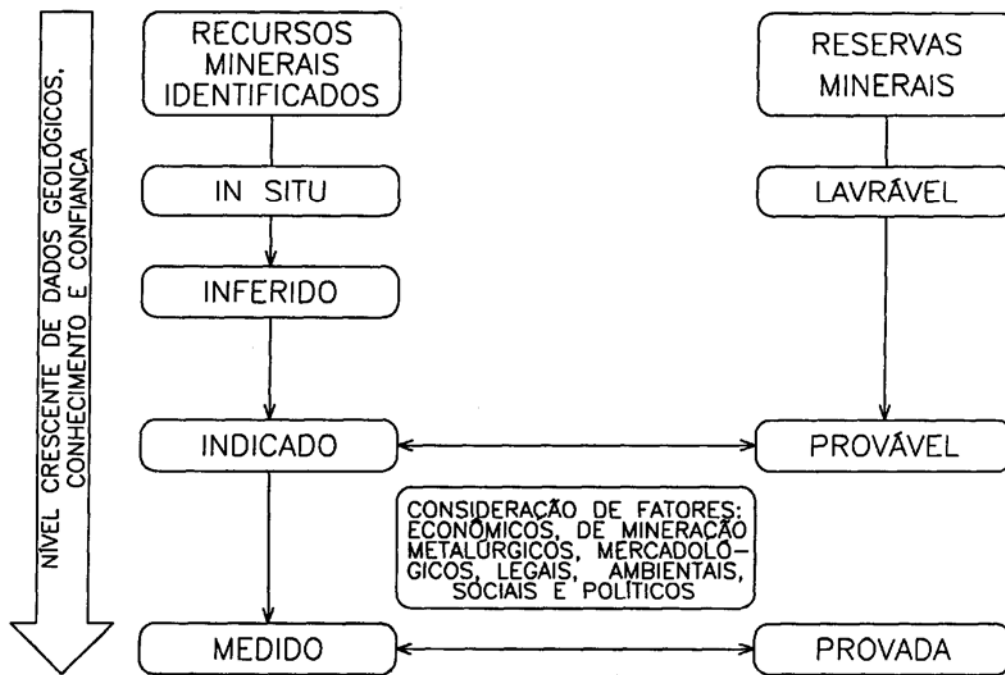 NÍVEL CRESCENTE DE DADOS GEOLÓGICOS,
CONHECIMENTO E CONFIANÇA
RECURSOS
MINERAIS
IDENTIFICADOS
RESERVAS
MINERAIS
IN SITU
LAVRÁVEL
INFERIDO
INDICADO
PROVÁVEL
CONSIDERAÇÃO DE FATORES:
ECONÔMICOS, DE MINERAÇÃO
METALÚRGICOS, MERCADOLÓ-
GICOS, LEGAIS, AMBIENTAIS,
SOCIAIS E POLÍTICOS
MEDIDO
PROVADA